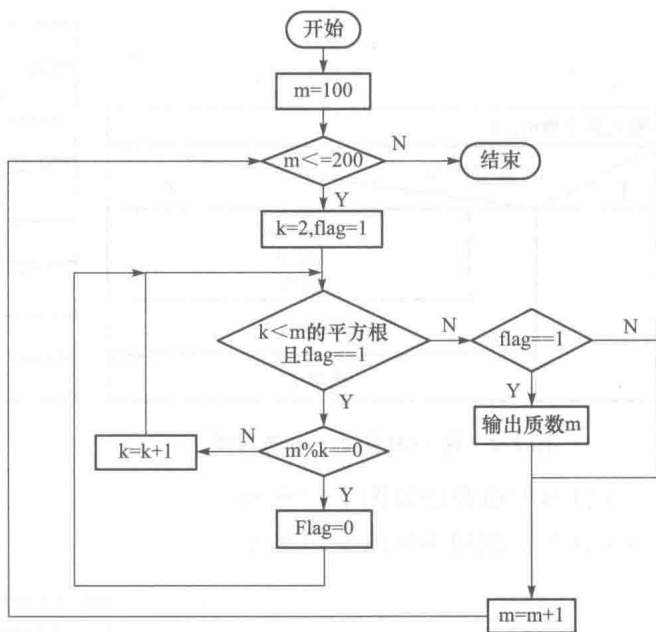 开始
m=100
m<=200
N
结束
Y
k=2,flag=1
k<m的平方根
且flag==1
N
flag==1
N
Y
Y
输出质数m
k=k+1
N
m%k==0
Y
Flag=0
m=m+1